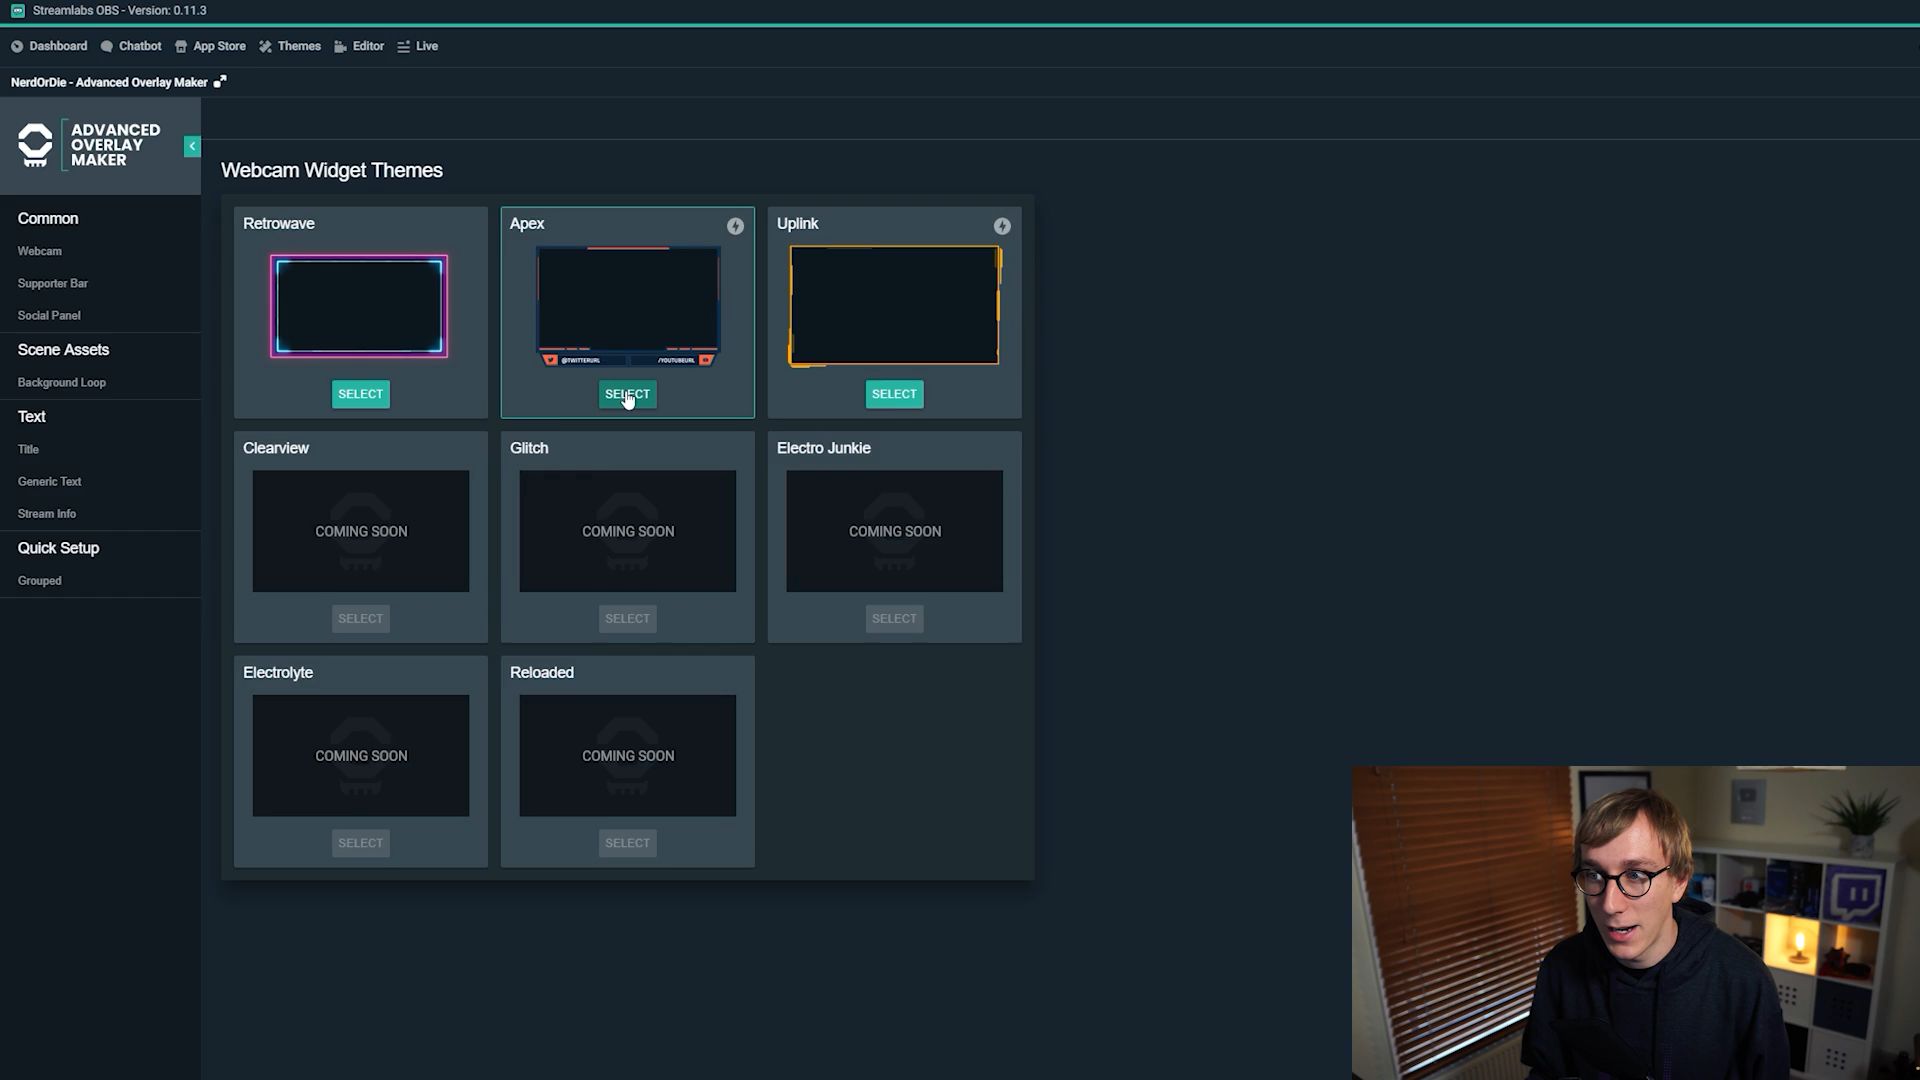 Streamlabs OBS - Version: 0.11.3
Dashboard Chatbot App Store Themes Editor Live
NerdOrDie - Advanced Overlay Maker
ADVANCED
OVERLAY
MAKER
Common
Webcam
Supporter Bar
Social Panel
Scene Assets
Background Loop
Text
Title
Generic Text
Stream Info
Quick Setup
Grouped
Webcam Widget Themes
Retrowave
SELECT
Apex
@TWITTERURL
/YOUTUBEURL
SELECT
Uplink
SELECT
Clearview
COMING SOON
SELECT
Glitch
COMING SOON
SELECT
Electro Junkie
COMING SOON
SELECT
Electrolyte
COMING SOON
SELECT
Reloaded
COMING SOON
SELECT